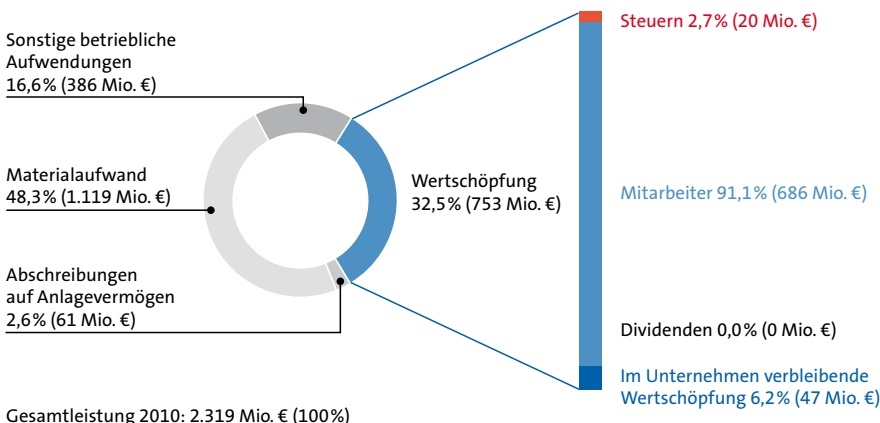 Sonstige betriebliche
Aufwendungen
16,6% (386 Mio. €)
Materialaufwand
48,3% (1.119 Mio. €)
Abschreibungen
auf Anlagevermögen
2,6% (61 Mio. €)
Wertschöpfung
32,5% (753 Mio. €)
Steuern 2,7% (20 Mio. €)
Mitarbeiter 91,1% (686 Mio. €)
Dividenden 0,0% (0 Mio. €)
Im Unternehmen verbleibende
Wertschöpfung 6,2% (47 Mio. €)
Gesamtleistung 2010: 2.319 Mio. € (100%)